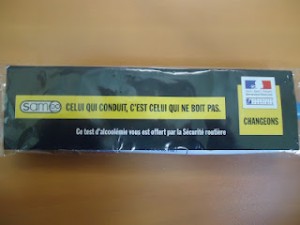 sam
CELUI QUI CONDUIT, C'EST CELUI QUI NE BOIT PAS.
CHANGEONS
Ce test d'alcoolémie vous est offert par la Sécurité routière